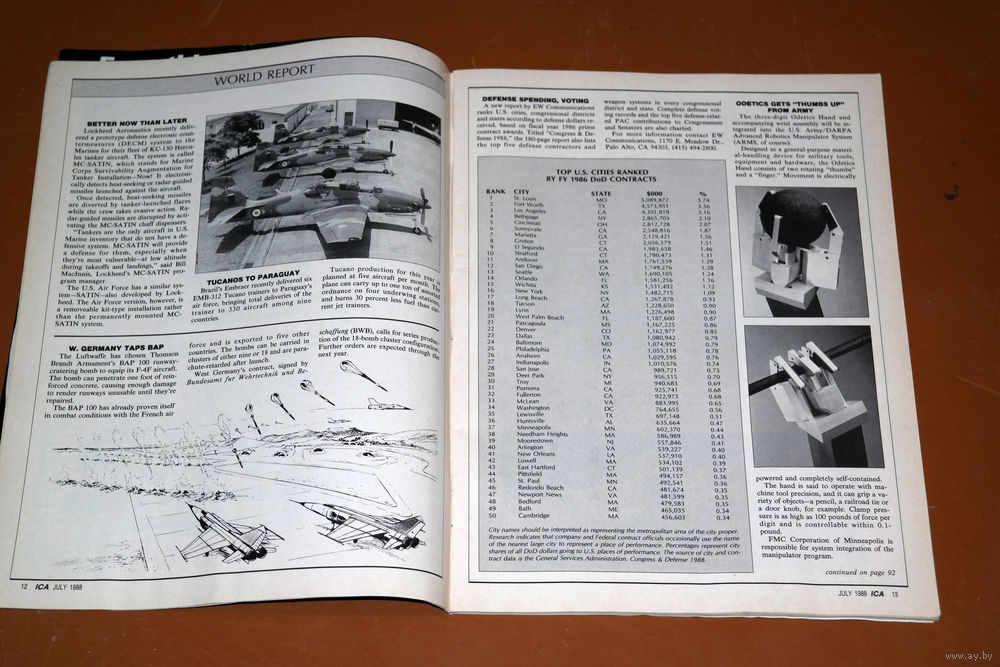 WORLD REPORT
BETTER NOW THAN LATER
Lockheed Aeronautics recently deliv-
ered a prototype defense electronic coun-
termeasures (DECM) system to the
Marines for their fleet of KC-130 Hercu-
les tanker aircraft. The system is called
MC-SATIN, which stands for Marine
Corps Survivability Augmentation for
Tanker Installation—Now! It electroni-
cally detects heat-seeking or radar-guided
missiles launched against the aircraft.
Once detected, heat-seeking missiles
are diverted by tanker-launched flares
while the crew takes evasive action. Ra-
dar-guided missiles are disrupted by acti-
vating the MC-SATIN chaff dispensers.
"Tankers are the only aircraft in U.S.
Marine inventory that do not have a de-
fensive system. MC-SATIN will provide
a defense for them, especially when
they're most vulnerable—at low altitude
during takeoffs and landings," said Bill
MacInnis, Lockheed's MC-SATIN pro-
gram manager.
The U.S. Air Force has a similar sys-
tem—SATIN—also developed by Lock-
heed. The Air Force version, however, is
a removeable kit-type installation rather
than the permanently mounted MC-
SATIN system.
TUCANOS TO PARAGUAY
Brazil's Embraer recently delivered six
EMB-312 Tucano trainers to Paraguay's
air force, bringing total deliveries of the
trainer to 330 aircraft among nine
countries.
Tucano production for this year is
planned at five aircraft per month. The
plane can carry up to one ton of assorted
ordnance on four underwing stations,
and burns 30 percent less fuel than cur-
rent jet trainers.
W. GERMANY TAPS BAP
The Luftwaffe has chosen Thomson
Brandt Armament's BAP 100 runway-
cratering bomb to equip its F-4F aircraft.
The bomb can penetrate one foot of rein-
forced concrete, causing enough damage
to render runways unusable until they're
repaired.
The BAP 100 has already proven itself
in combat conditions with the French air
force and is exported to five other
countries. The bombs can be carried in
clusters of either nine or 18 and are para-
chute-retarded after launch.
West Germany's contract, signed by
Bundesamt fur Wehrtechnik und Be-
schaffung (BWB), calls for series produc-
tion of the 18-bomb cluster configuration.
Further orders are expected through the
next year.
12 ICA JULY 1988
DEFENSE SPENDING, VOTING
A new report by EW Communications
ranks U.S. cities, congressional districts
and states according to defense dollars re-
ceived, based on fiscal year 1986 prime
contract awards. Titled "Congress & De-
fense 1988," the 180-page report also lists
the top five defense contractors and
weapon systems in every congressional
district and state. Complete defense vot-
ing records and the top five defense-relat-
ed PAC contributions to Congressmen
and Senators are also charted.
For more information contact EW
Communications, 1170 E. Meadow Dr.,
Palo Alto, CA 94303, (415) 494-2800.
TOP U.S. CITIES RANKED
BY FY 1986 DoD CONTRACTS
RANK CITY STATE $000 %
1 St. Louis MO 5,089,872 3.74
2 Fort Worth TX 4,573,951 3.36
3 Los Angeles CA 4,301,819 3.16
4 Bethpage NY 2,865,703 2.10
5 Cincinnati OH 2,812,728 2.07
6 Sunnyvale CA 2,548,816 1.87
7 Marietta GA 2,129,421 1.56
8 Groton CT 2,056,579 1.51
9 El Segundo CA 1,983,658 1.46
10 Stratford CT 1,780,473 1.31
11 Andover MA 1,761,539 1.29
12 San Diego CA 1,749,276 1.28
13 Seattle WA 1,690,105 1.24
14 Orlando FL 1,581,256 1.16
15 Wichita KS 1,531,492 1.12
16 New York NY 1,482,715 1.09
17 Long Beach CA 1,267,878 0.93
18 Tucson AZ 1,228,650 0.90
19 Lynn MA 1,226,498 0.90
20 West Palm Beach FL 1,187,600 0.87
21 Pascagoula MS 1,167,225 0.86
22 Denver CO 1,162,977 0.85
23 Dallas TX 1,080,942 0.79
24 Baltimore MD 1,074,992 0.79
25 Philadelphia PA 1,055,118 0.78
26 Anaheim CA 1,029,595 0.76
27 Indianapolis IN 1,010,576 0.74
28 San Jose CA 989,721 0.73
29 Deer Park NY 956,515 0.70
30 Troy MI 940,683 0.69
31 Pomona CA 925,741 0.68
32 Fullerton CA 922,973 0.68
33 McLean VA 883,995 0.65
34 Washington DC 764,655 0.56
35 Lewisville TX 697,148 0.51
36 Huntsville AL 635,664 0.47
37 Minneapolis MN 602,370 0.44
38 Needham Heights MA 586,989 0.43
39 Moorestown NJ 557,846 0.41
40 Arlington VA 539,227 0.40
41 New Orleans LA 537,910 0.40
42 Lowell MA 534,102 0.39
43 East Hartford CT 501,139 0.37
44 Pittsfield MA 494,157 0.36
45 St. Paul MN 492,541 0.36
46 Redondo Beach CA 481,674 0.35
47 Newport News VA 481,599 0.35
48 Bedford MA 479,583 0.35
49 Bath ME 465,035 0.34
50 Cambridge MA 456,603 0.34
City names should be interpreted as representing the metropolitan area of the city proper.
Research indicates that company and Federal contract officials occasionally use the name
of the nearest large city to represent a place of performance. Percentages represent city
shares of all DoD dollars going to U.S. places of performance. The source of city and con-
tract data is the General Services Administration. Congress & Defense 1988.
ODETICS GETS "THUMBS UP"
FROM ARMY
The three-digit Odetics Hand and
accompanying wrist assembly will be in-
tegrated into the U.S. Army/DARPA
Advanced Robotics Manipulator System
(ARMS, of course).
Designed as a general-purpose materi-
al-handling device for military tools,
equipment and hardware, the Odetics
Hand consists of two rotating "thumbs"
and a "finger." Movement is electrically
powered and completely self-contained.
The hand is said to operate with ma-
chine tool precision, and it can grip a va-
riety of objects—a pencil, a railroad tie or
a door knob, for example. Clamp pres-
sure is as high as 100 pounds of force per
digit and is controllable within 0.1-
pound.
FMC Corporation of Minneapolis is
responsible for system integration of the
manipulator program.
continued on page 92
JULY 1988 ICA 13
www.ay.by